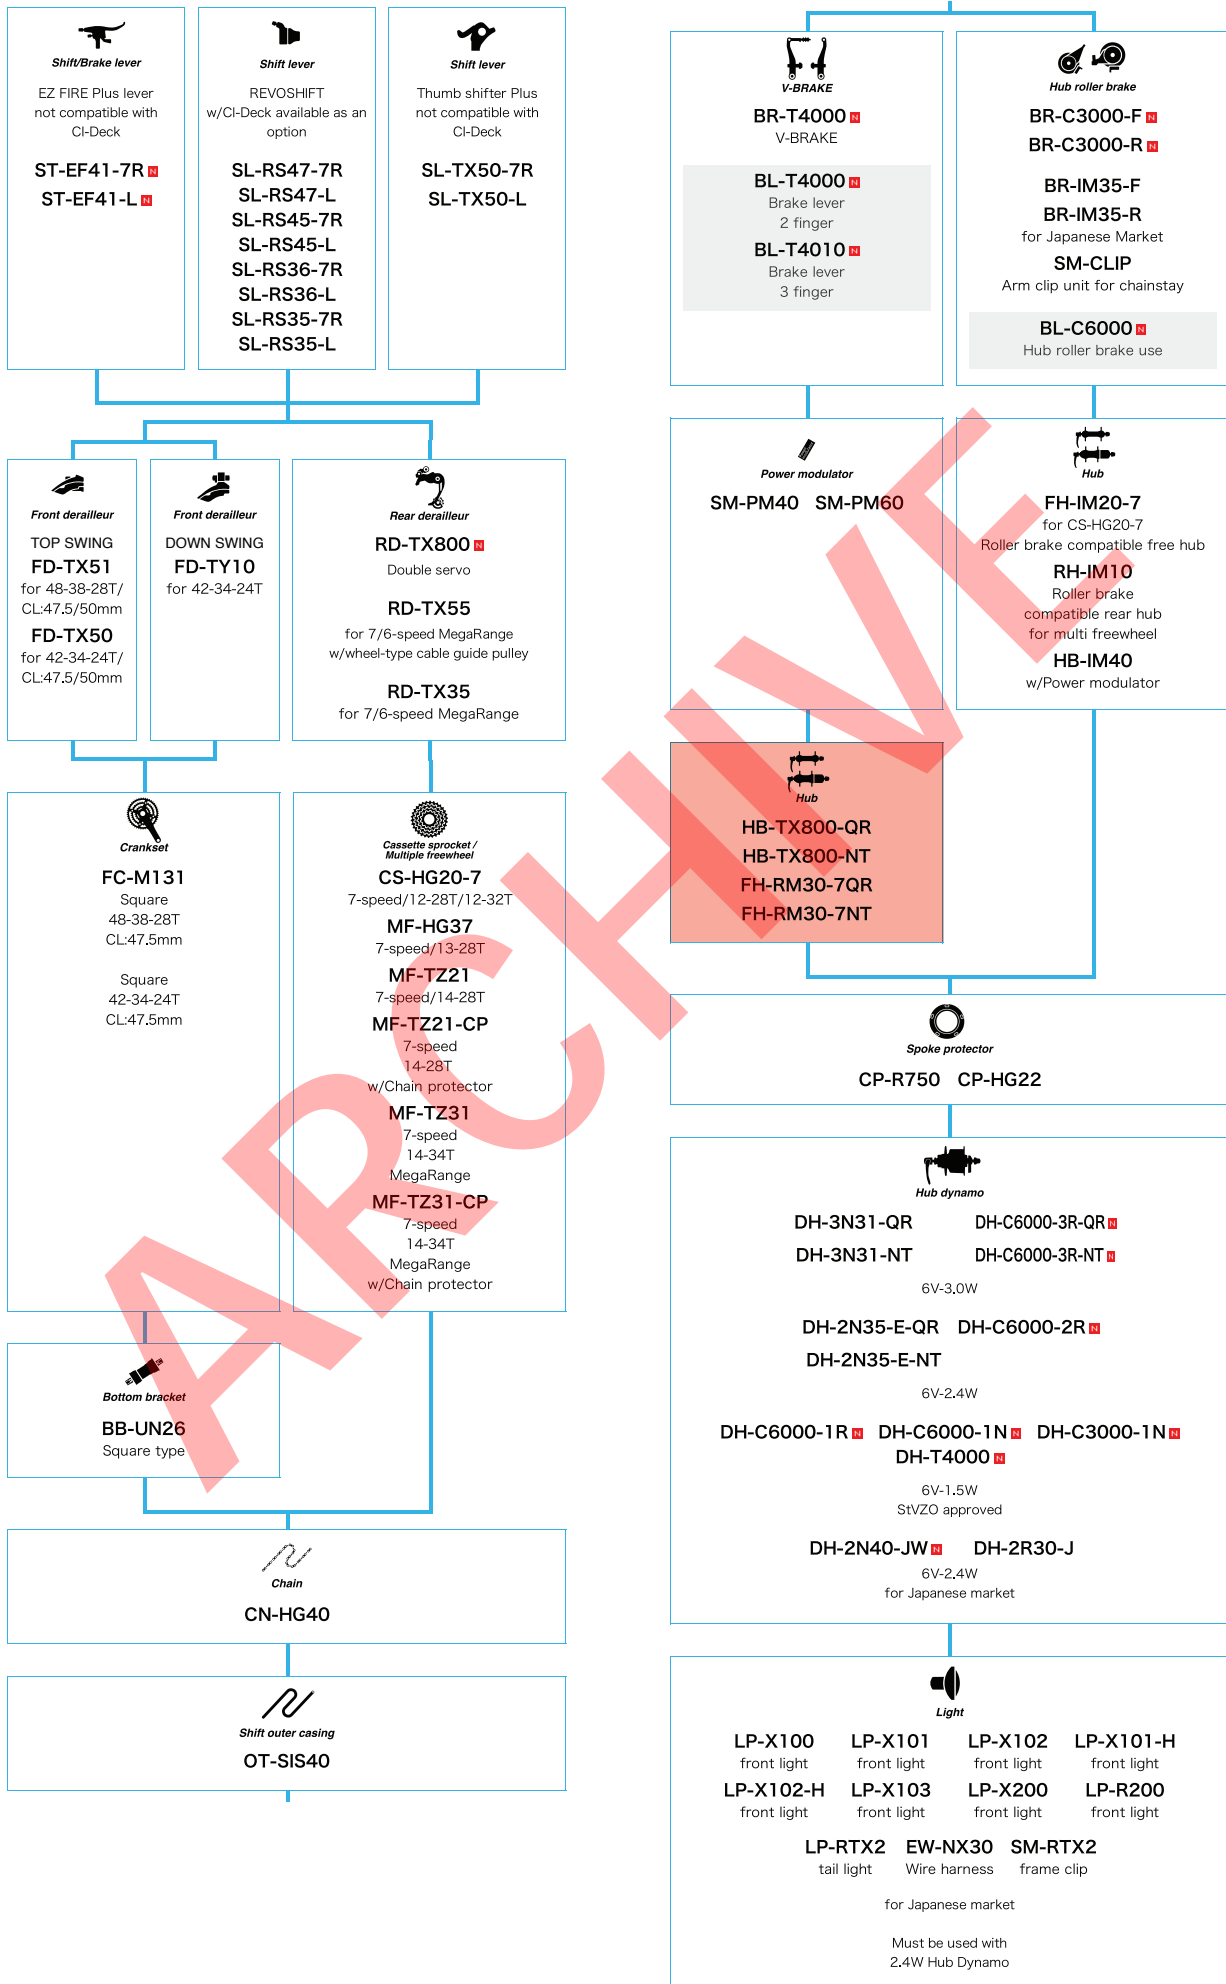 Shift/Brake lever
EZ FIRE Plus lever
not compatible with
CI-Deck
ST-EF41-7R N
ST-EF41-L N
Shift lever
REVOSHIFT
w/CI-Deck available as an
option
SL-RS47-7R
SL-RS47-L
SL-RS45-7R
SL-RS45-L
SL-RS36-7R
SL-RS36-L
SL-RS35-7R
SL-RS35-L
Shift lever
Thumb shifter Plus
not compatible with
CI-Deck
SL-TX50-7R
SL-TX50-L
Front derailleur
TOP SWING
FD-TX51
for 48-38-28T/
CL:47.5/50mm
FD-TX50
for 42-34-24T/
CL:47.5/50mm
Front derailleur
DOWN SWING
FD-TY10
for 42-34-24T
Rear derailleur
RD-TX800 N
Double servo
RD-TX55
for 7/6-speed MegaRange
w/wheel-type cable guide pulley
RD-TX35
for 7/6-speed MegaRange
Crankset
FC-M131
Square
48-38-28T
CL:47.5mm
Square
42-34-24T
CL:47.5mm
Cassette sprocket /
Multiple freewheel
CS-HG20-7
7-speed/12-28T/12-32T
MF-HG37
7-speed/13-28T
MF-TZ21
7-speed/14-28T
MF-TZ21-CP
7-speed
14-28T
w/Chain protector
MF-TZ31
7-speed
14-34T
MegaRange
MF-TZ31-CP
7-speed
14-34T
MegaRange
w/Chain protector
Bottom bracket
BB-UN26
Square type
Chain
CN-HG40
Shift outer casing
OT-SIS40
V-BRAKE
BR-T4000 N
V-BRAKE
BL-T4000 N
Brake lever
2 finger
BL-T4010 N
Brake lever
3 finger
Hub roller brake
BR-C3000-F N
BR-C3000-R N
BR-IM35-F
BR-IM35-R
for Japanese Market
SM-CLIP
Arm clip unit for chainstay
BL-C6000 N
Hub roller brake use
Power modulator
SM-PM40 SM-PM60
Hub
FH-IM20-7
for CS-HG20-7
Roller brake compatible free hub
RH-IM10
Roller brake
compatible rear hub
for multi freewheel
HB-IM40
w/Power modulator
Hub
HB-TX800-QR
HB-TX800-NT
FH-RM30-7QR
FH-RM30-7NT
Spoke protector
CP-R750 CP-HG22
Hub dynamo
DH-3N31-QR DH-C6000-3R-QR N
DH-3N31-NT DH-C6000-3R-NT N
6V-3.0W
DH-2N35-E-QR DH-C6000-2R N
DH-2N35-E-NT
6V-2.4W
DH-C6000-1R N DH-C6000-1N N DH-C3000-1N N
DH-T4000 N
6V-1.5W
StVZO approved
DH-2N40-JW N DH-2R30-J
6V-2.4W
for Japanese market
Light
LP-X100 LP-X101 LP-X102 LP-X101-H
front light front light front light front light
LP-X102-H LP-X103 LP-X200 LP-R200
front light front light front light front light
LP-RTX2 EW-NX30 SM-RTX2
tail light Wire harness frame clip
for Japanese market
Must be used with
2.4W Hub Dynamo
ARCHIVE